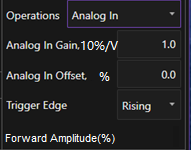 Operations Analog In
Analog In Gain, 10%/V 1.0
Analog In Offset, % 0.0
Trigger Edge Rising
Forward Amplitude(%)